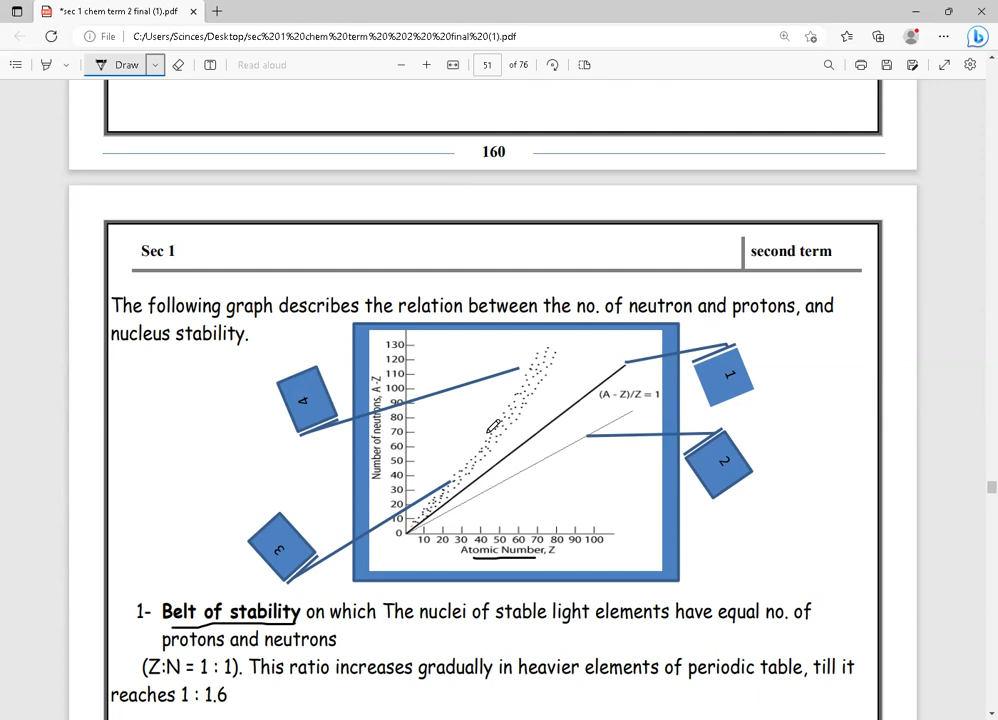 *sec 1 chem term 2 final (1).pdf
File
C:/Users/Scinces/Desktop/sec%201%20chem%20term%20%202%20%20final%20(1).pdf
Draw
Read aloud
51
of 76
160
Sec 1
second term
The following graph describes the relation between the no. of neutron and protons, and
nucleus stability.
130
120
110
100
90
80
70
60
50
40
30
20
10
0
Number of neutrons, A-Z
(A - Z)/Z = 1
10 20 30 40 50 60 70 80 90 100
Atomic Number, Z
4
1
2
3
1- Belt of stability on which The nuclei of stable light elements have equal no. of
protons and neutrons
(Z:N = 1 : 1). This ratio increases gradually in heavier elements of periodic table, till it
reaches 1 : 1.6